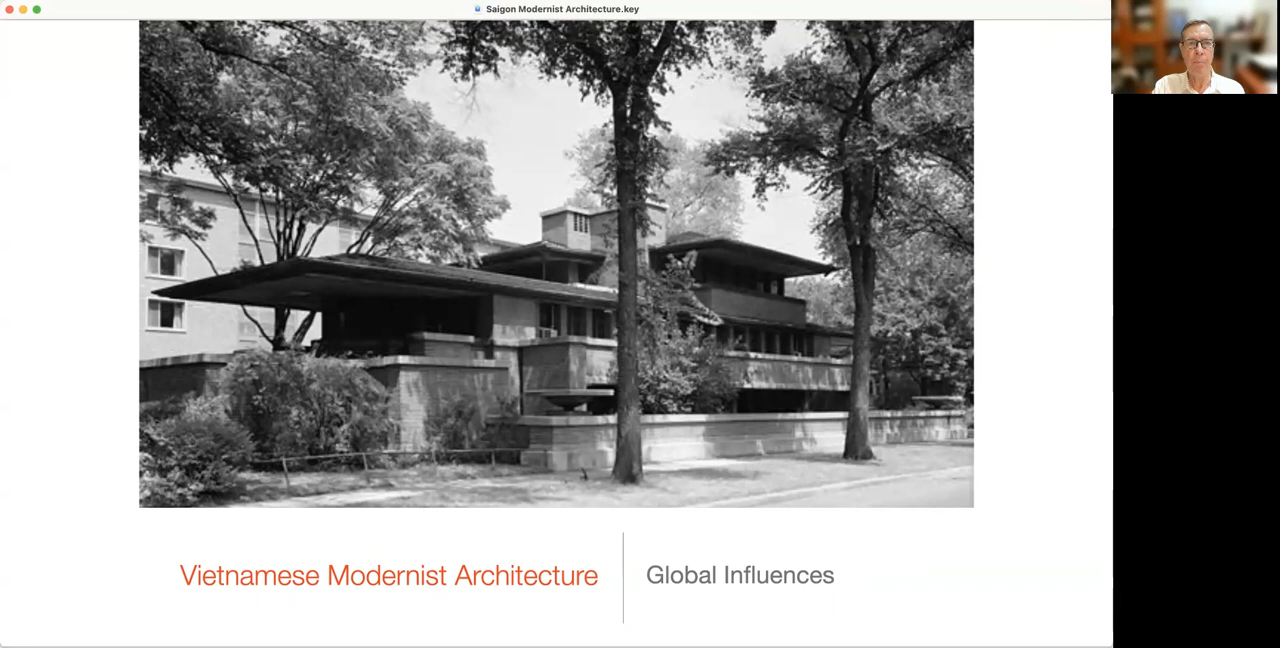 Saigon Modernist Architecture.key
Vietnamese Modernist Architecture
Global Influences